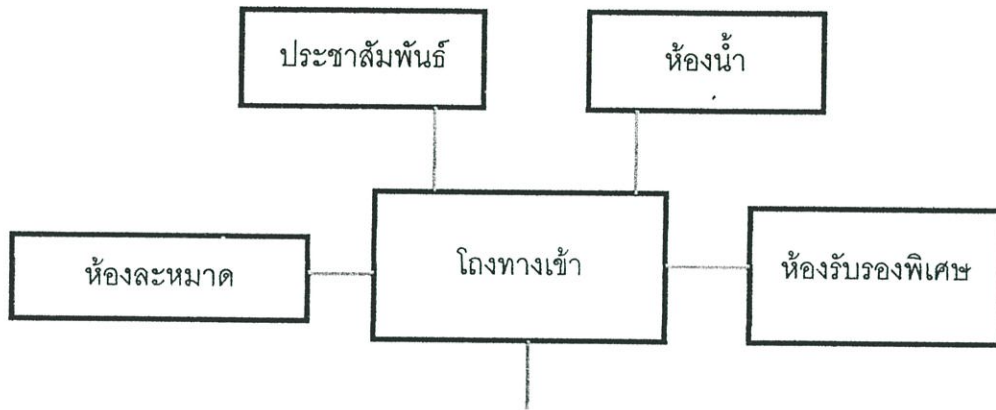 ประชาสัมพันธ์
ห้องน้ำ
ห้องละหมาด
โถงทางเข้า
ห้องรับรองพิเศษ